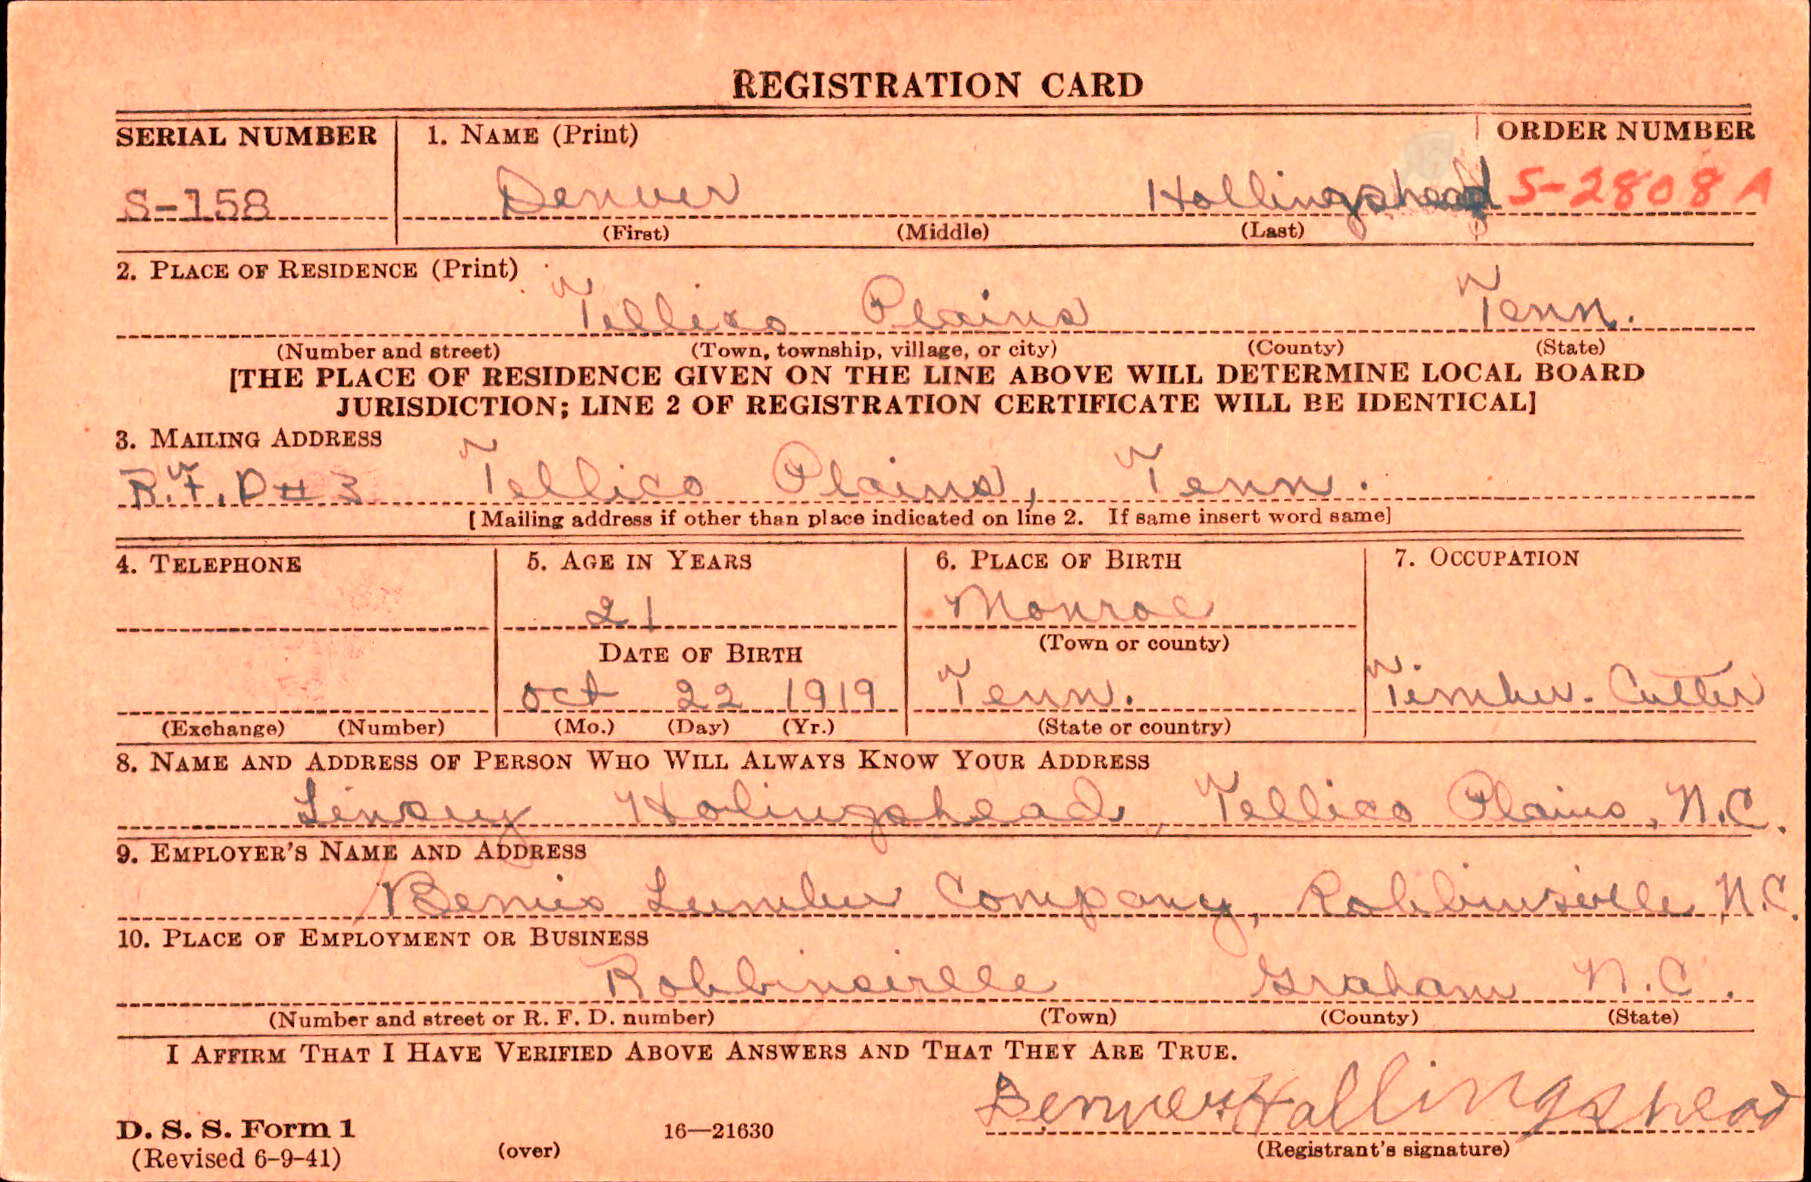 REGISTRATION CARD
SERIAL NUMBER 1. NAME (Print) ORDER NUMBER
S-158 Denver Hollingshead S-2808 A
(First) (Middle) (Last)
2. PLACE OF RESIDENCE (Print)
Tellico Plains Tenn.
(Number and street) (Town, township, village, or city) (County) (State)
[THE PLACE OF RESIDENCE GIVEN ON THE LINE ABOVE WILL DETERMINE LOCAL BOARD
JURISDICTION; LINE 2 OF REGISTRATION CERTIFICATE WILL BE IDENTICAL]
3. MAILING ADDRESS
R.F.D # 3 Tellico Plains, Tenn.
[Mailing address if other than place indicated on line 2. If same insert word same]
4. TELEPHONE 5. AGE IN YEARS 6. PLACE OF BIRTH 7. OCCUPATION
21 Monroe
DATE OF BIRTH (Town or county)
Oct 22 1919 Tenn. Timber. Cutter
(Exchange) (Number) (Mo.) (Day) (Yr.) (State or country)
8. NAME AND ADDRESS OF PERSON WHO WILL ALWAYS KNOW YOUR ADDRESS
Linsey Holingshead, Tellico Plains, N.C.
9. EMPLOYER'S NAME AND ADDRESS
Bemis Lumber Company, Robbinsville N.C.
10. PLACE OF EMPLOYMENT OR BUSINESS
Robbinsville Graham N.C.
(Number and street or R. F. D. number) (Town) (County) (State)
I AFFIRM THAT I HAVE VERIFIED ABOVE ANSWERS AND THAT THEY ARE TRUE.
Denver Hallingshead
D. S. S. Form 1 16—21630
(Revised 6-9-41) (over) (Registrant's signature)